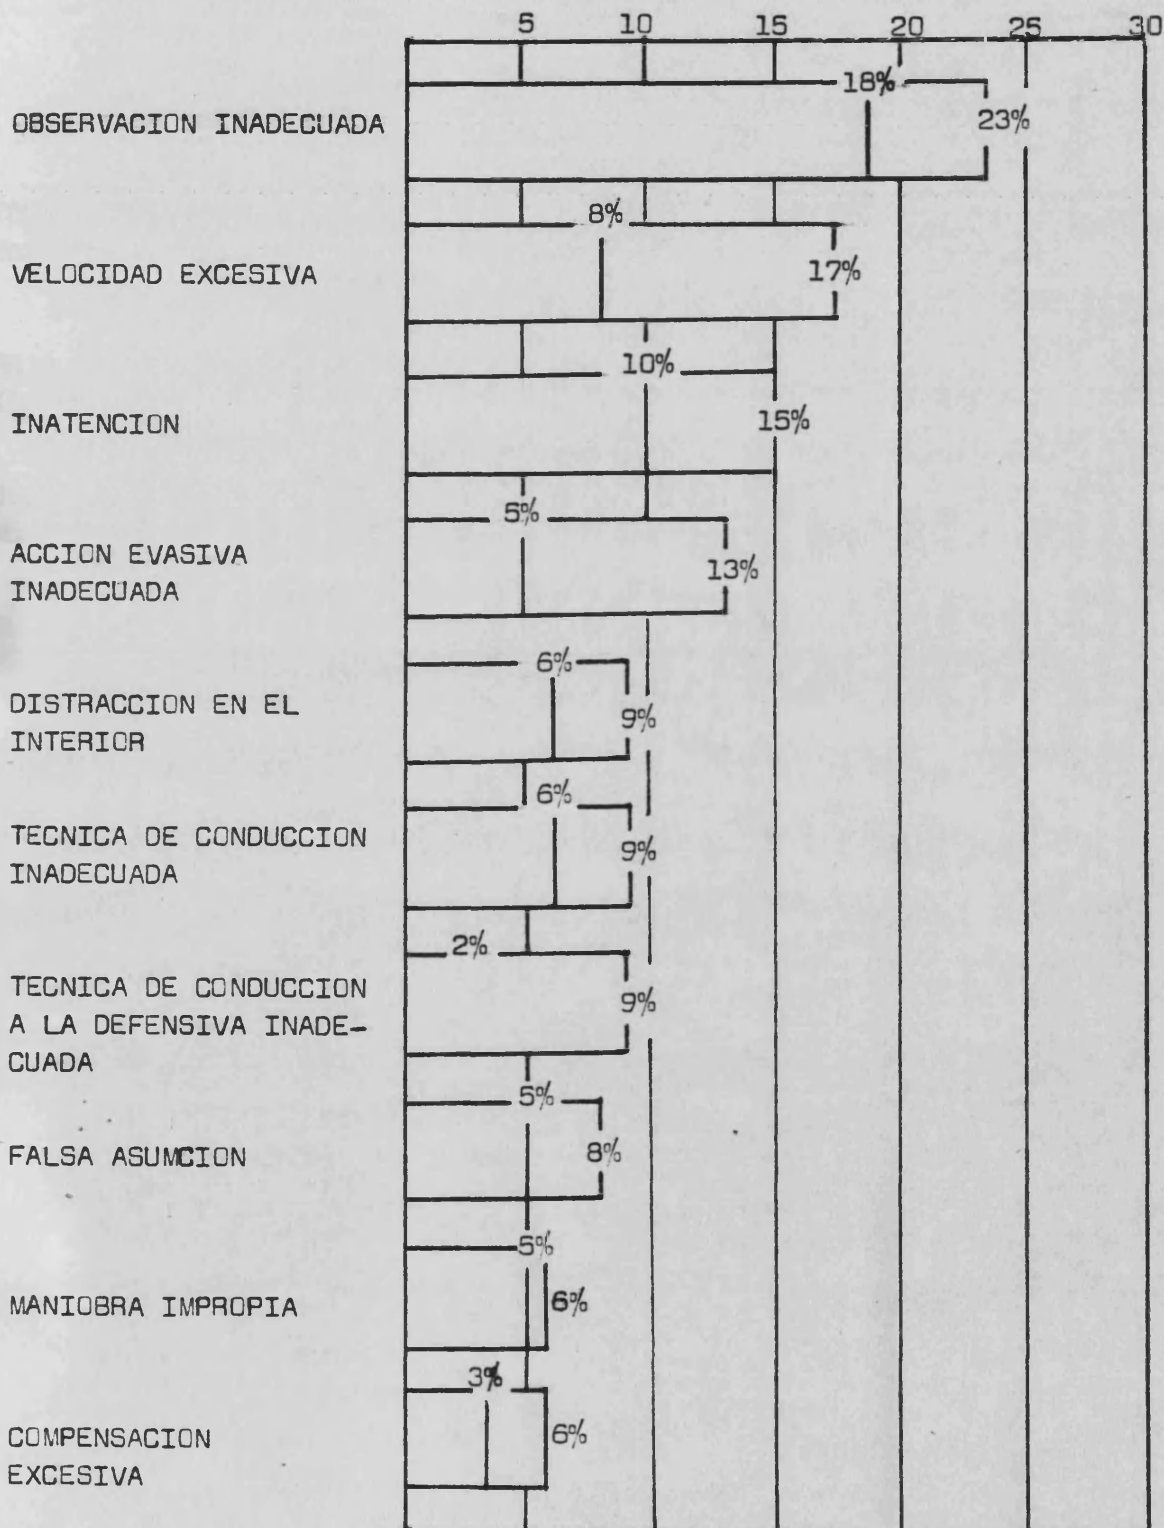 5 10 15 20 25 30
18%
OBSERVACION INADECUADA 23%
8%
VELOCIDAD EXCESIVA 17%
10%
INATENCION 15%
5%
ACCION EVASIVA
INADECUADA 13%
6%
DISTRACCION EN EL
INTERIOR 9%
6%
TECNICA DE CONDUCCION
INADECUADA 9%
2%
TECNICA DE CONDUCCION
A LA DEFENSIVA INADE-
CUADA 9%
5%
FALSA ASUMCION 8%
5%
MANIOBRA IMPROPIA 6%
3%
COMPENSACION
EXCESIVA 6%